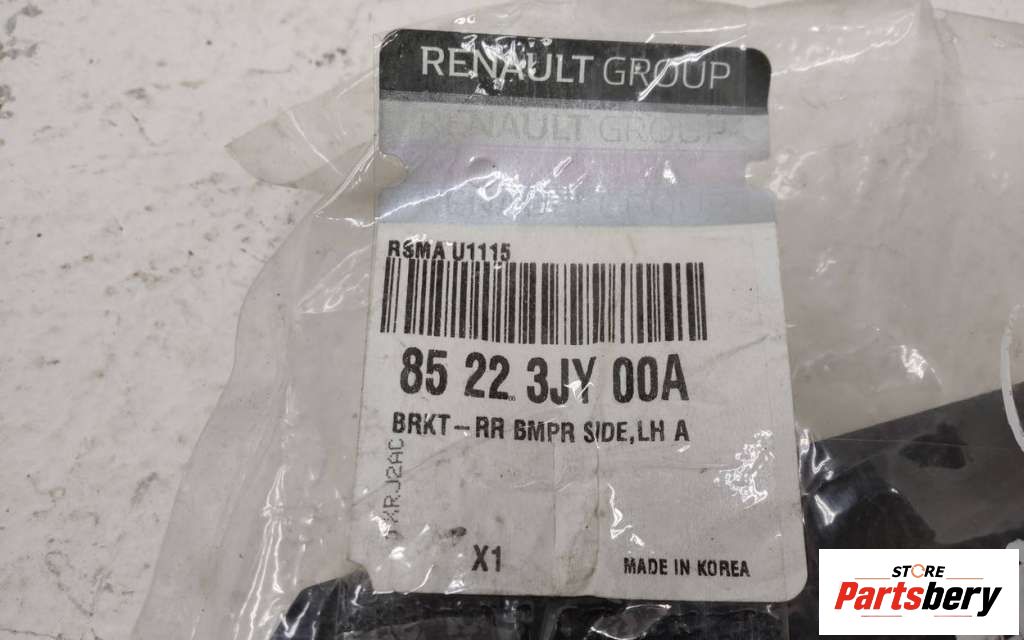 RENAULT GROUP
RENAULT GROUP
RSMA U1115
85 22 3JY 00A
BRKT-RR BMPR SIDE,LH A
X1
MADE IN KOREA
STORE
Partsbery